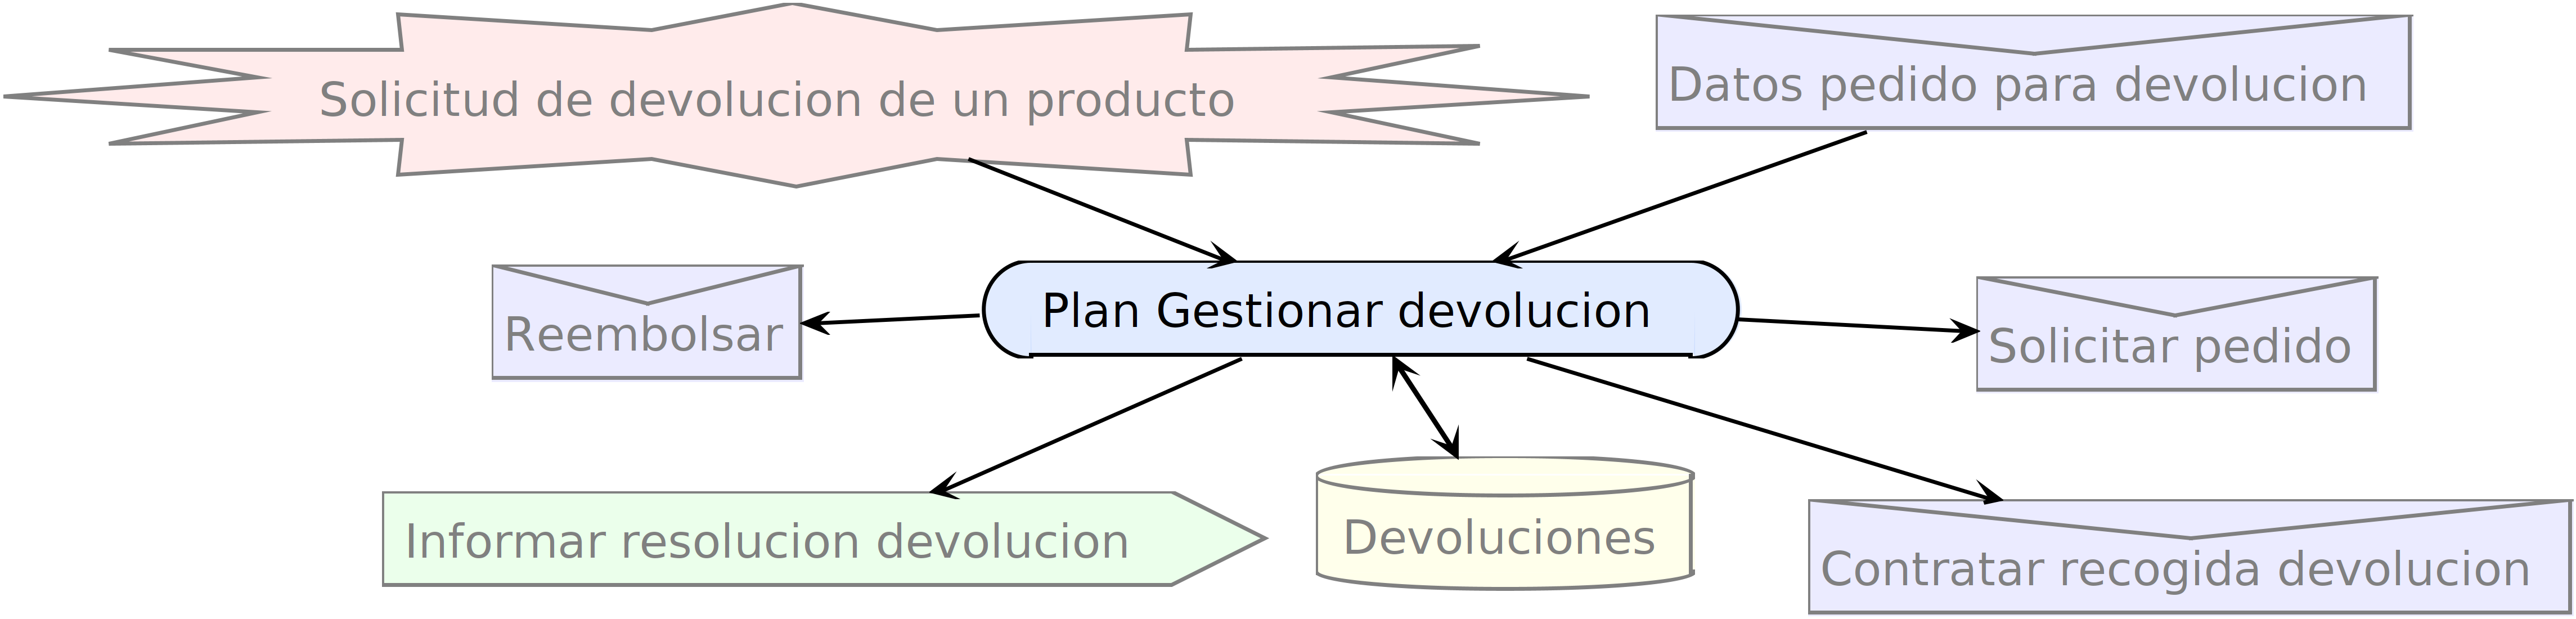 Solicitud de devolucion de un producto
Datos pedido para devolucion
Plan Gestionar devolucion
Reembolsar
Solicitar pedido
Informar resolucion devolucion
Devoluciones
Contratar recogida devolucion